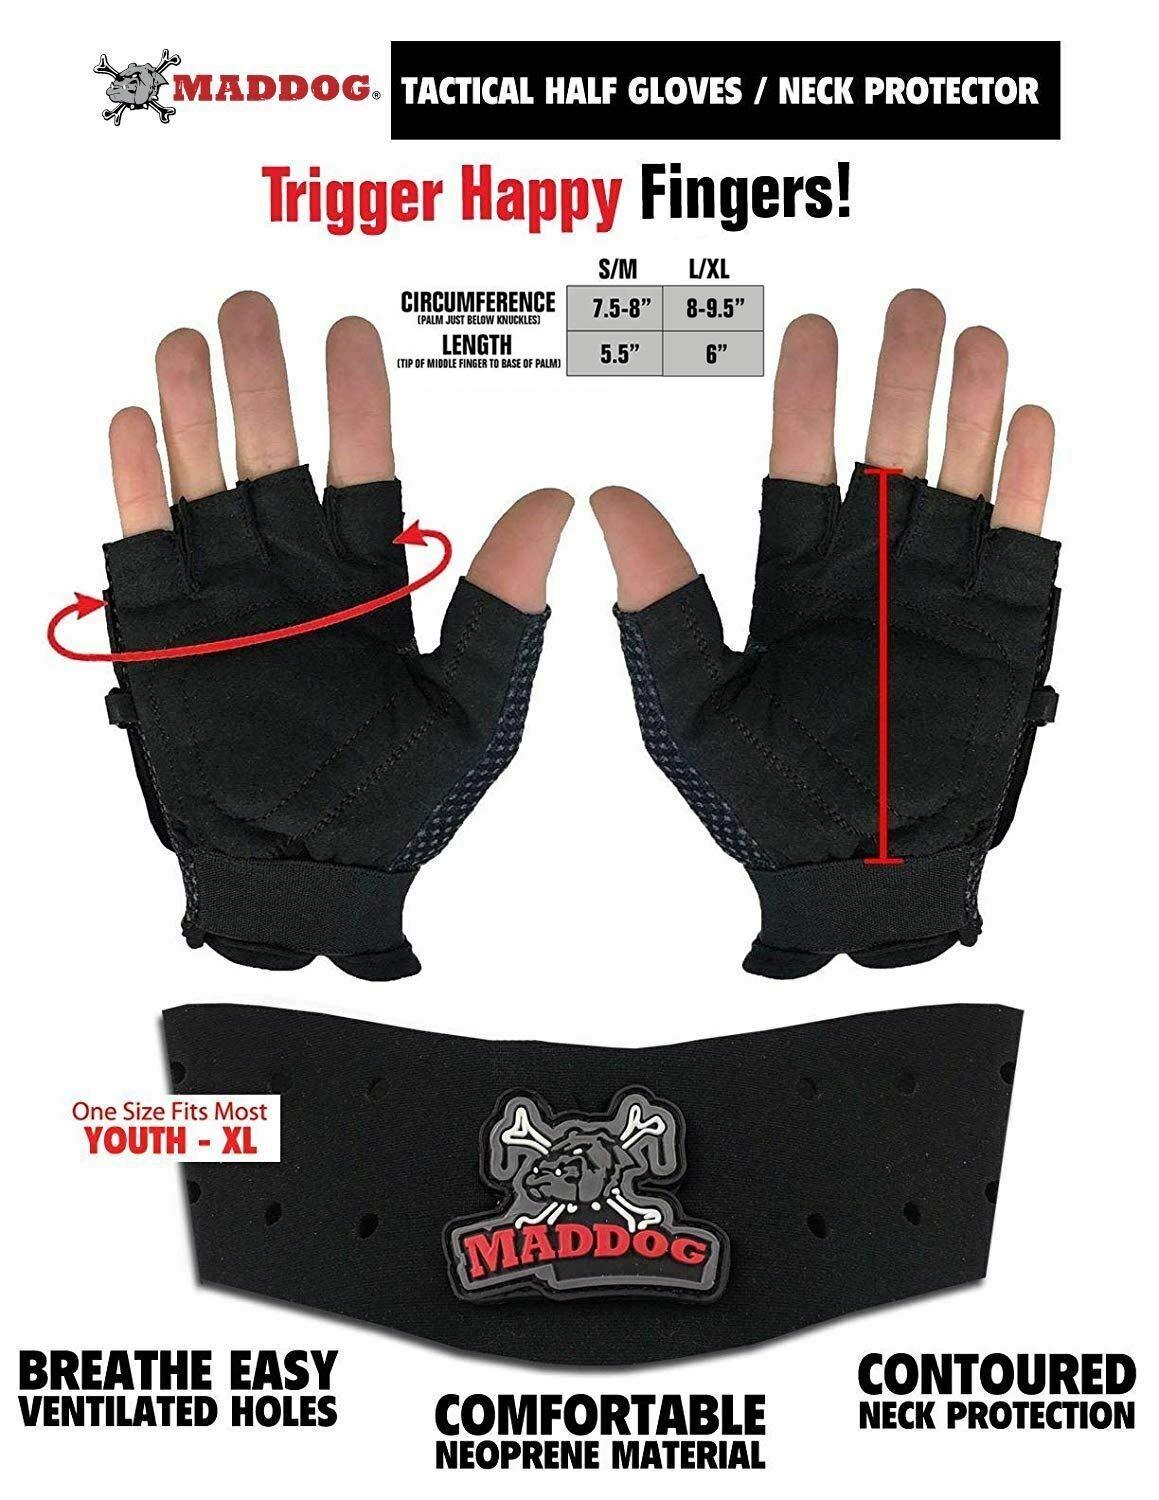 MADDOG® TACTICAL HALF GLOVES / NECK PROTECTOR
Trigger Happy Fingers!
S/M L/XL
CIRCUMFERENCE 7.5-8” 8-9.5”
(PALM JUST BELOW KNUCKLES)
LENGTH 5.5” 6”
(TIP OF MIDDLE FINGER TO BASE OF PALM)
One Size Fits Most
YOUTH - XL
MADDOG
BREATHE EASY
VENTILATED HOLES
COMFORTABLE
NEOPRENE MATERIAL
CONTOURED
NECK PROTECTION